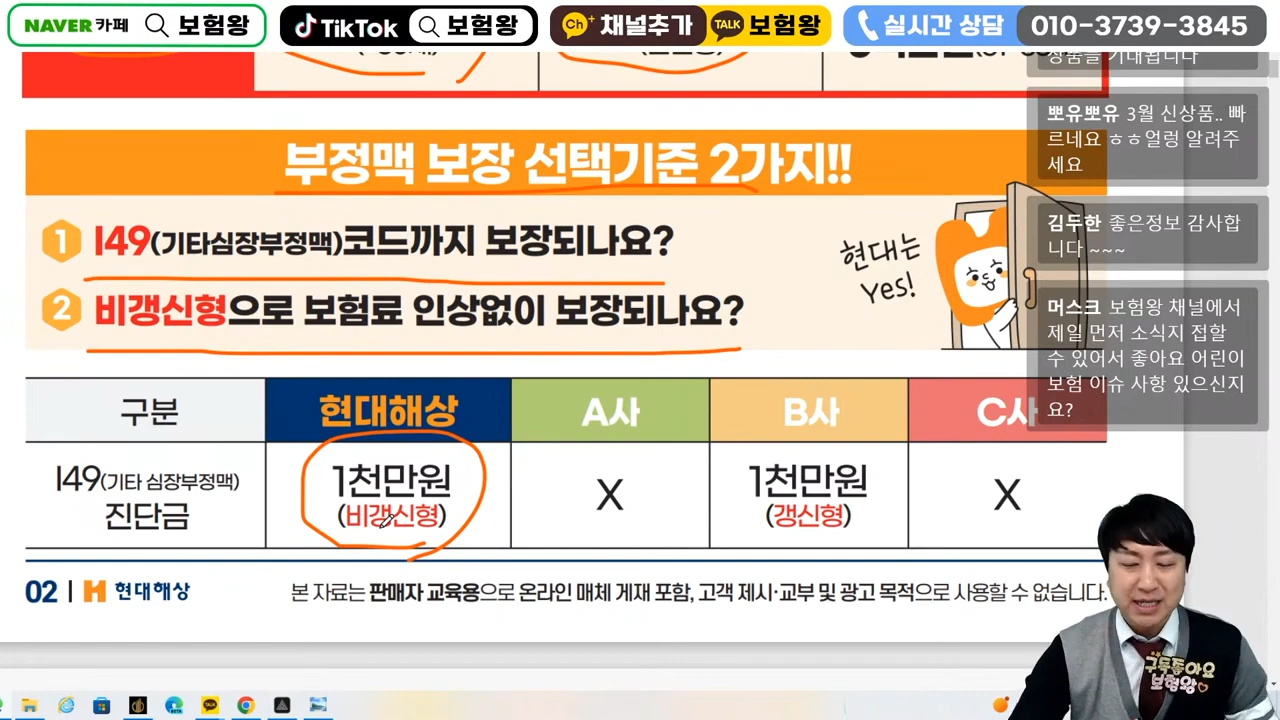 NAVER 카페 보험왕
TikTok 보험왕
Ch+ 채널추가 TALK 보험왕
실시간 상담 010-3739-3845
상품을 기대됩니다
뽀유뽀유 3월 신상품.. 빠
르네요 ㅎㅎ얼렁 알려주
세요
부정맥 보장 선택기준 2가지!!
1 I49(기타심장부정맥)코드까지 보장되나요?
2 비갱신형으로 보험료 인상없이 보장되나요?
현대는
yes!
김두한 좋은정보 감사합
니다 ~~~
머스크 보험왕 채널에서
제일 먼저 소식지 접할
수 있어서 좋아요 어린이
보험 이슈 사항 있으신지
요?
구분 현대해상 A사 B사 C사
I49(기타 심장부정맥)
진단금
1천만원
(비갱신형)
X
1천만원
(갱신형)
X
02 | 현대해상 본 자료는 판매자 교육용으로 온라인 매체 게재 포함, 고객 제시·교부 및 광고 목적으로 사용할 수 없습니다.
구독좋아요
보험왕♡
TALK